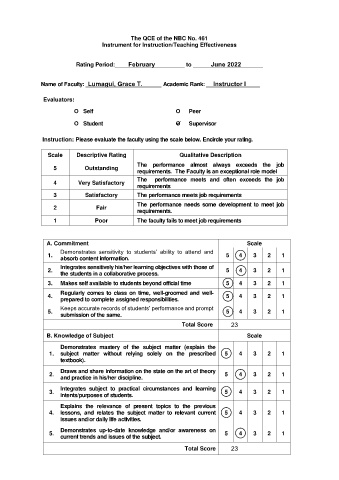 The QCE of the NBC No. 461
Instrument for Instruction/Teaching Effectiveness
Rating Period: February to June 2022
Name of Faculty: Lumagui, Grace T. Academic Rank: Instructor I
Evaluators:
O Self O Peer
O Student O Supervisor
Instruction: Please evaluate the faculty using the scale below. Encircle your rating.
Scale Descriptive Rating Qualitative Description
5 Outstanding The performance almost always exceeds the job
requirements. The Faculty is an exceptional role model
4 Very Satisfactory The performance meets and often exceeds the job
requirements
3 Satisfactory The performance meets job requirements
2 Fair The performance needs some development to meet job
requirements.
1 Poor The faculty fails to meet job requirements
A. Commitment Scale
1. Demonstrates sensitivity to students' ability to attend and
absorb content information. 5 4 3 2 1
2. Integrates sensitively his/her learning objectives with those of
the students in a collaborative process. 5 4 3 2 1
3. Makes self available to students beyond official time 5 4 3 2 1
4. Regularly comes to class on time, well-groomed and well-
prepared to complete assigned responsibilities. 5 4 3 2 1
5. Keeps accurate records of students' performance and prompt
submission of the same. 5 4 3 2 1
Total Score 23
B. Knowledge of Subject Scale
1. Demonstrates mastery of the subject matter (explain the
subject matter without relying solely on the prescribed
textbook). 5 4 3 2 1
2. Draws and share information on the state on the art of theory
and practice in his/her discipline. 5 4 3 2 1
3. Integrates subject to practical circumstances and learning
intents/purposes of students. 5 4 3 2 1
4. Explains the relevance of present topics to the previous
lessons, and relates the subject matter to relevant current
issues and/or daily life activities. 5 4 3 2 1
5. Demonstrates up-to-date knowledge and/or awareness on
current trends and issues of the subject. 5 4 3 2 1
Total Score 23